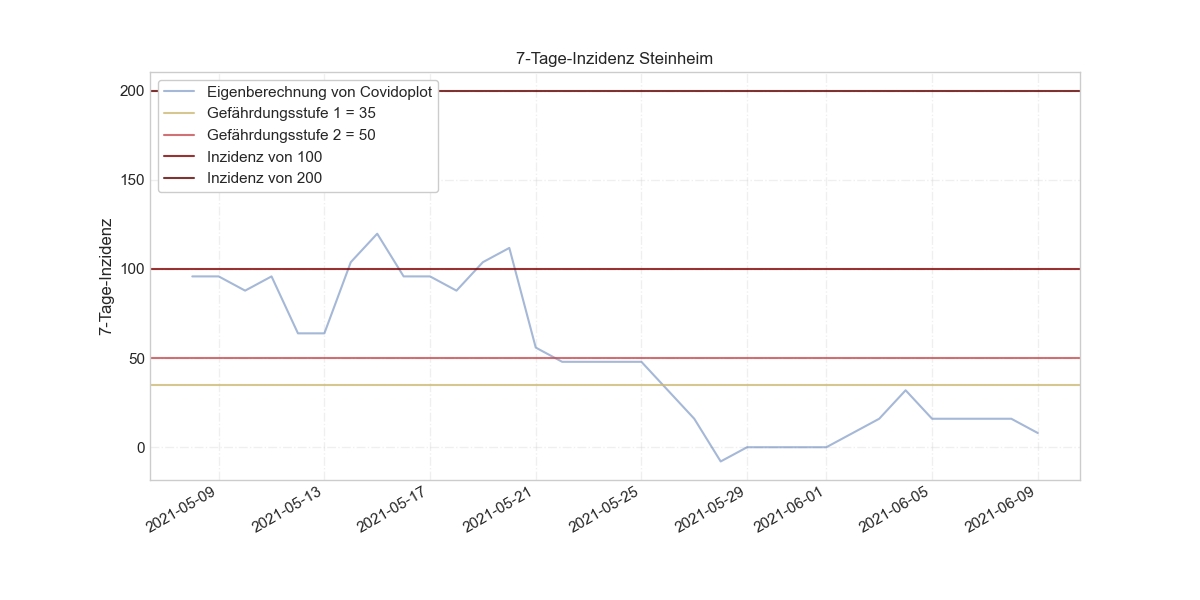 7-Tage-Inzidenz Steinheim
Eigenberechnung von Covidoplot
Gefährdungsstufe 1 = 35
Gefährdungsstufe 2 = 50
Inzidenz von 100
Inzidenz von 200
7-Tage-Inzidenz
200
150
100
50
0
2021-05-09
2021-05-13
2021-05-17
2021-05-21
2021-05-25
2021-05-29
2021-06-01
2021-06-05
2021-06-09